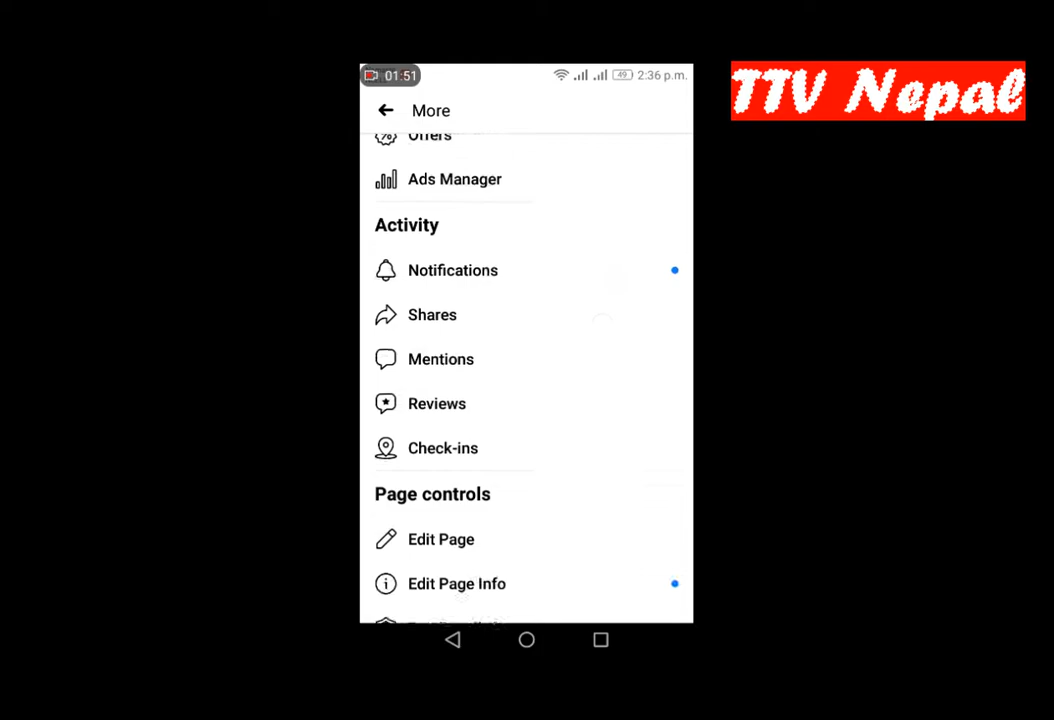 01:51
49 2:36 p.m.
TTV Nepal
More
Offers
Ads Manager
Activity
Notifications
Shares
Mentions
Reviews
Check-ins
Page controls
Edit Page
Edit Page Info